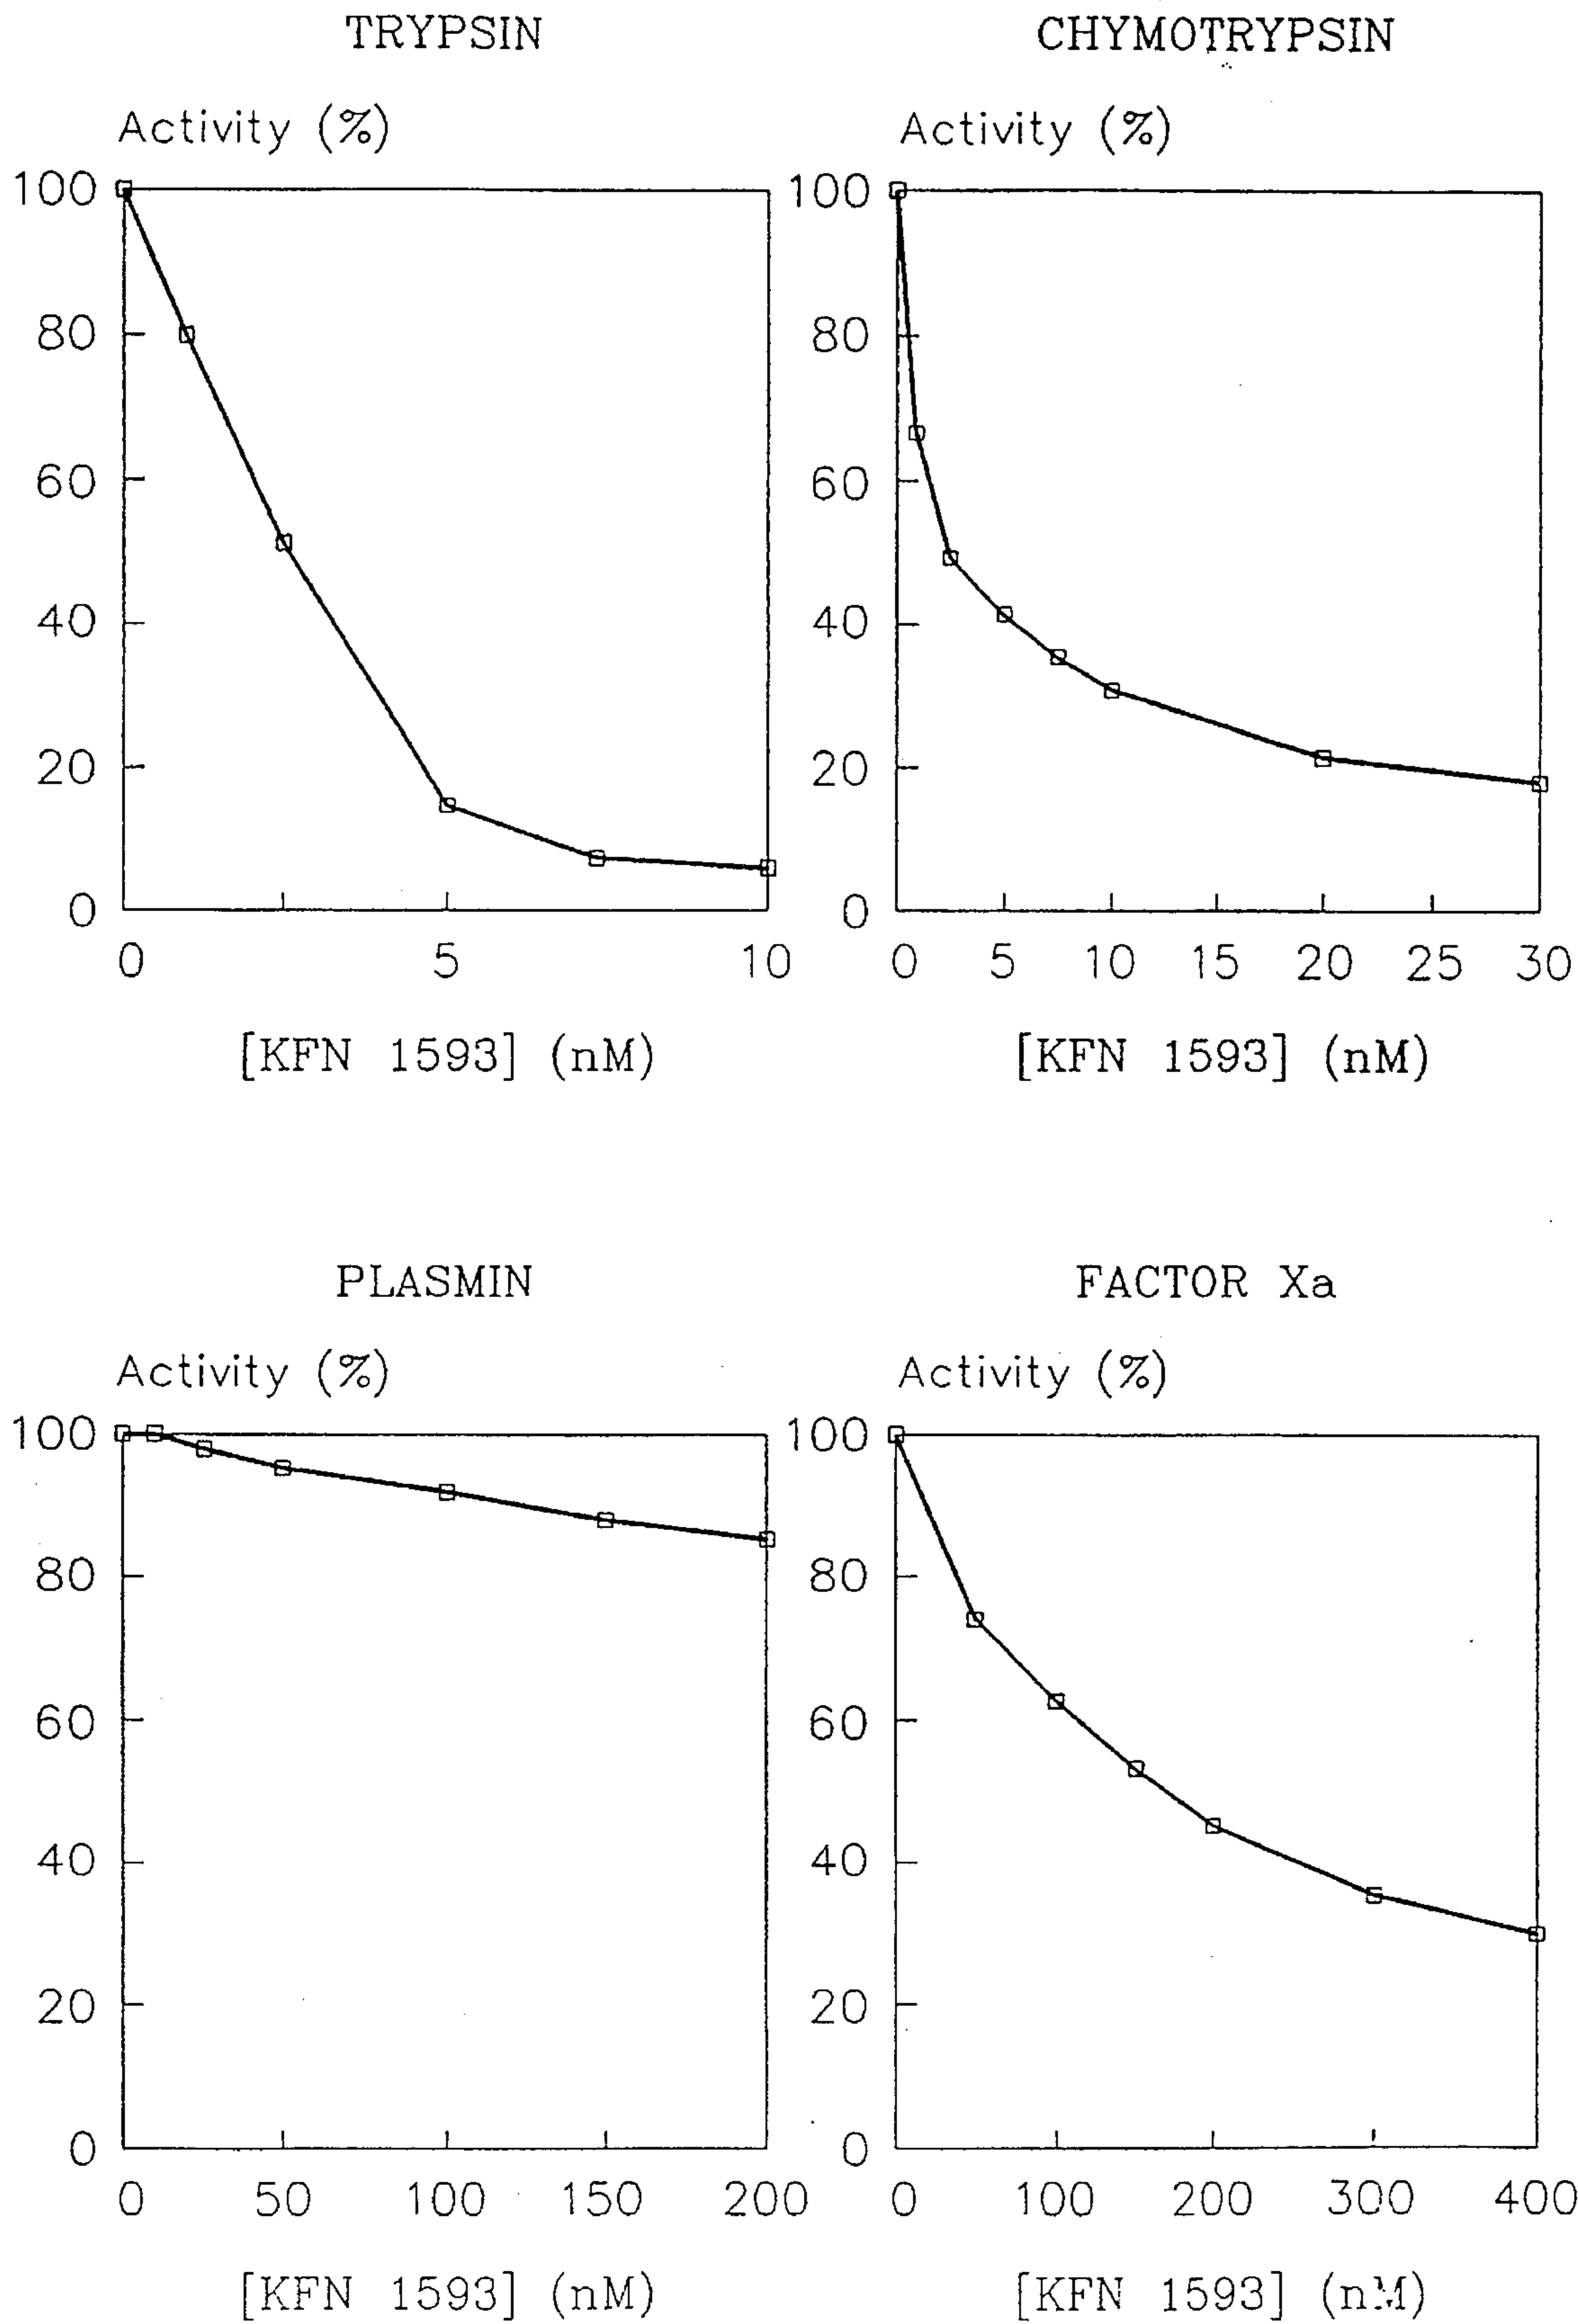 TRYPSIN
Activity (%)
100
80
60
40
20
0
0 5 10
[KFN 1593] (nM)
CHYMOTRYPSIN
Activity (%)
100
80
60
40
20
0
0 5 10 15 20 25 30
[KFN 1593] (nM)
PLASMIN
Activity (%)
100
80
60
40
20
0
0 50 100 150 200
[KFN 1593] (nM)
FACTOR Xa
Activity (%)
100
80
60
40
20
0
0 100 200 300 400
[KFN 1593] (nM)